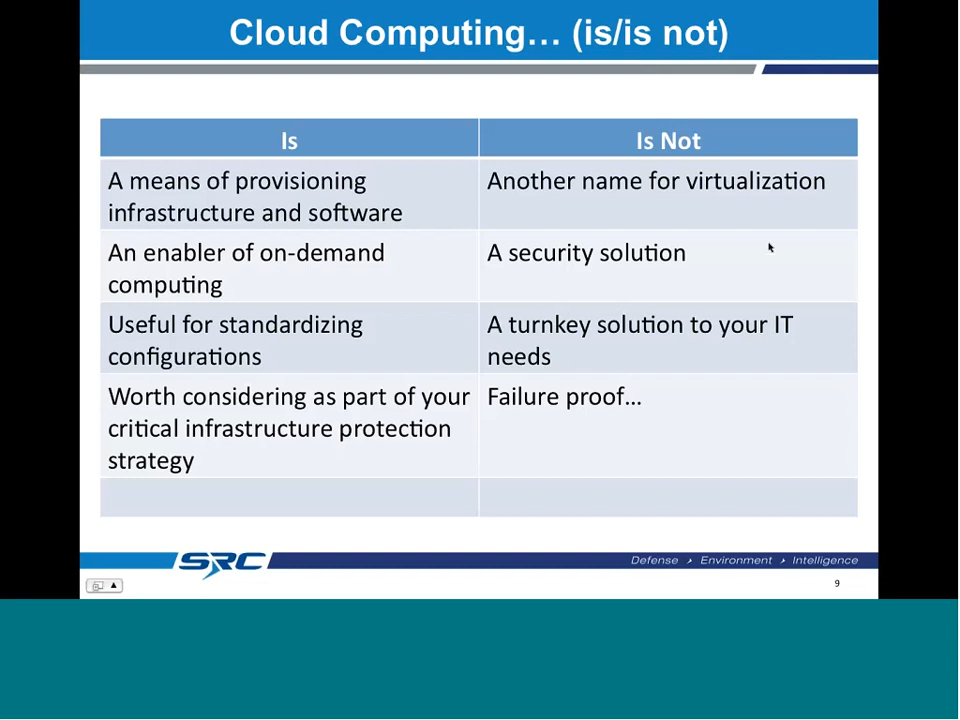 Cloud Computing… (is/is not)
Is
Is Not
A means of provisioning
infrastructure and software
Another name for virtualization
An enabler of on-demand
computing
A security solution
Useful for standardizing
configurations
A turnkey solution to your IT
needs
Worth considering as part of your
critical infrastructure protection
strategy
Failure proof…
SRC
Defense › Environment › Intelligence
9